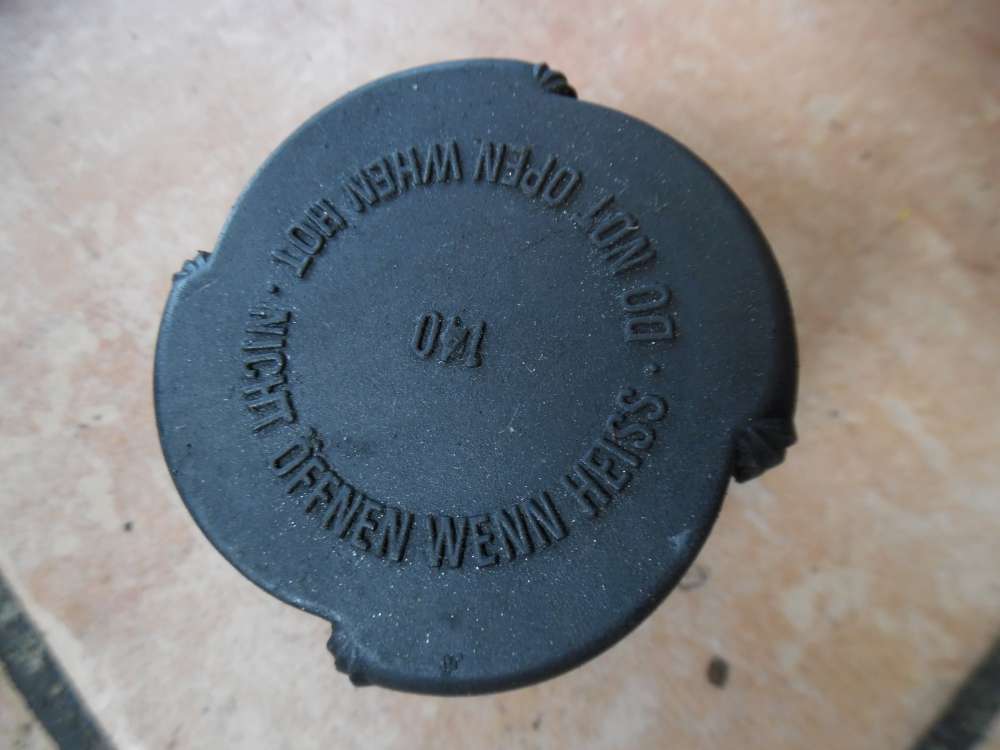 DO NOT OPEN WHEN HOT ·
NICHT ÖFFNEN WENN HEISS ·
140